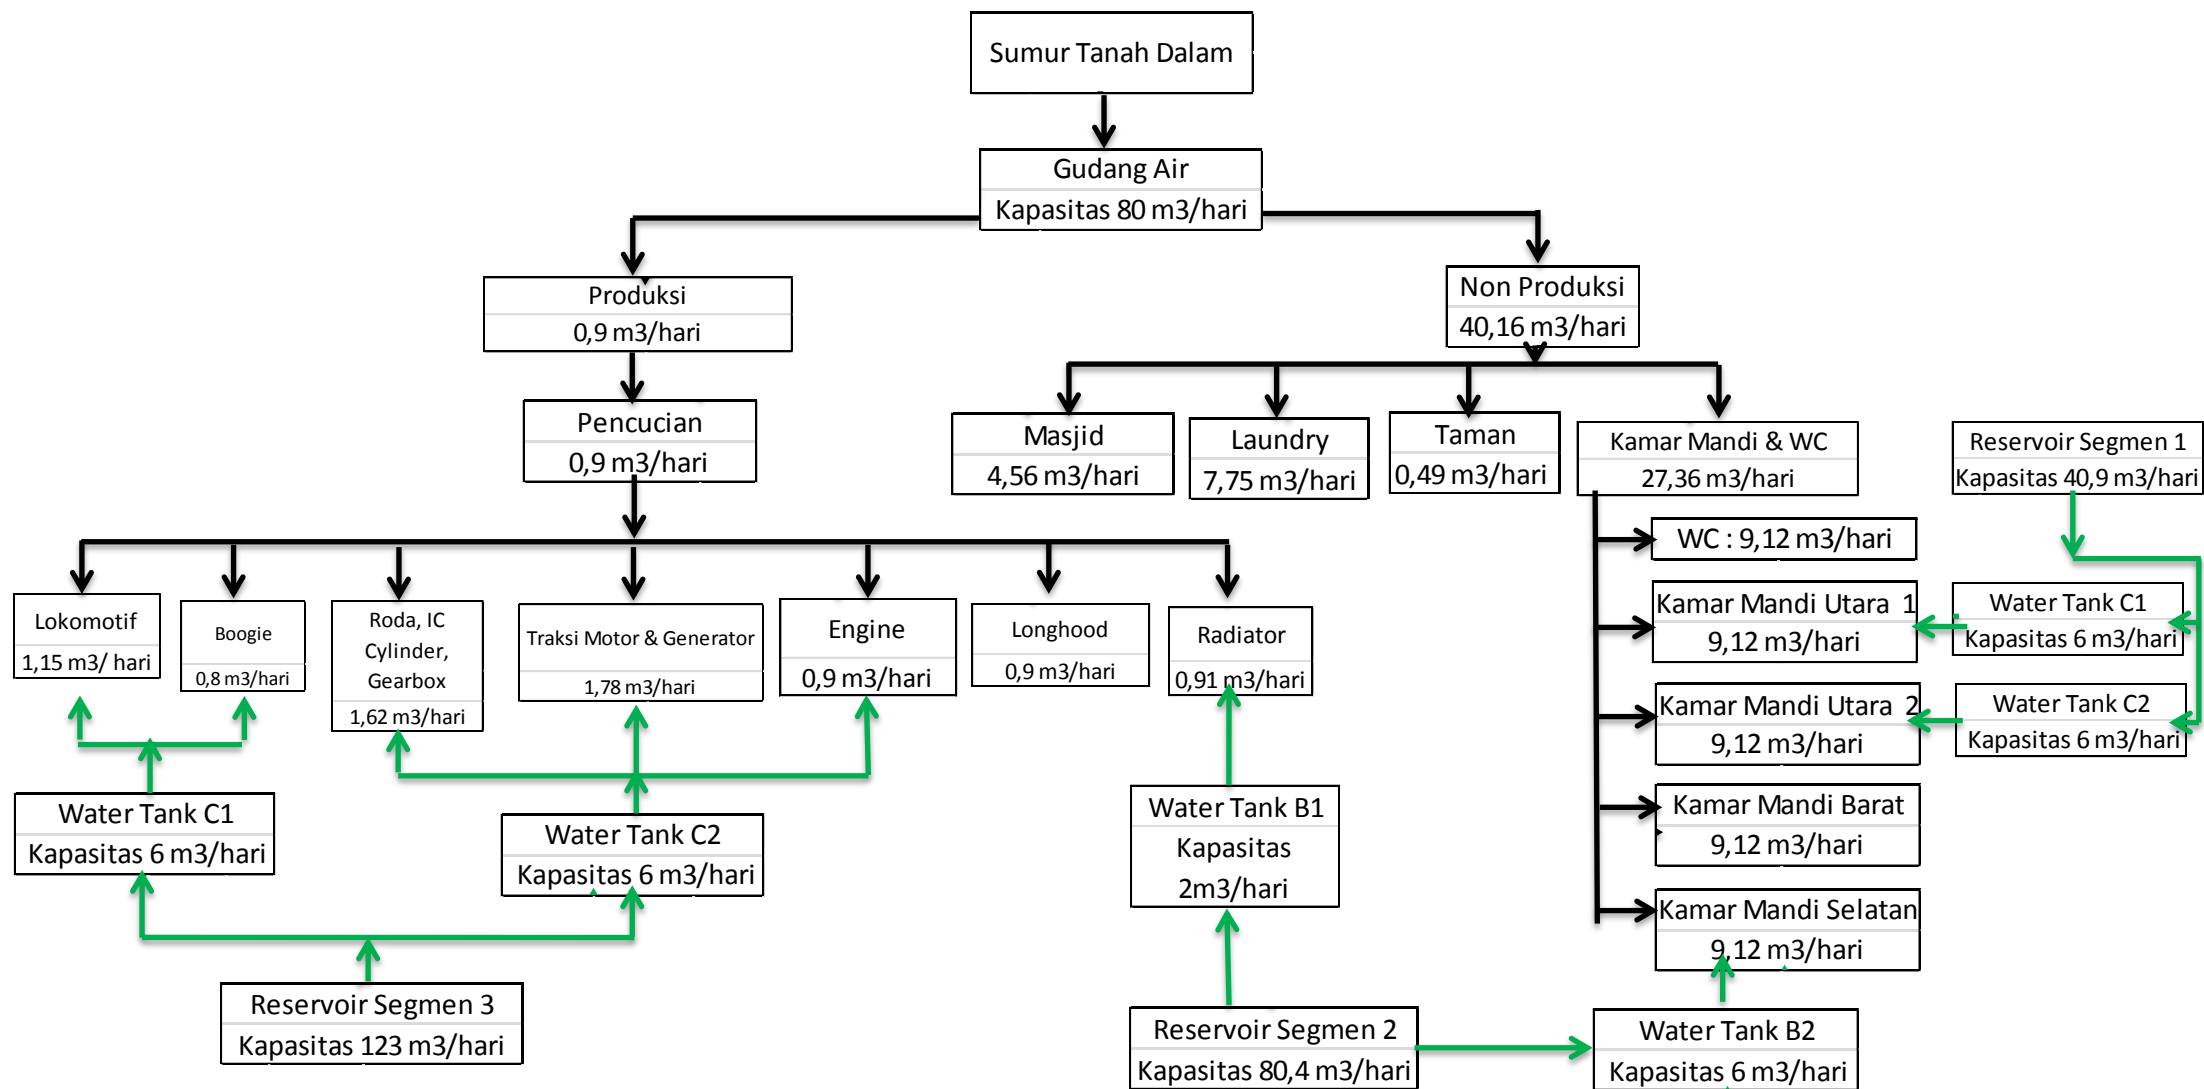 Sumur Tanah Dalam
Gudang Air
Kapasitas 80 m3/hari
Produksi
0,9 m3/hari
Non Produksi
40,16 m3/hari
Pencucian
0,9 m3/hari
Masjid
4,56 m3/hari
Laundry
7,75 m3/hari
Taman
0,49 m3/hari
Kamar Mandi & WC
27,36 m3/hari
Reservoir Segmen 1
Kapasitas 40,9 m3/hari
WC : 9,12 m3/hari
Kamar Mandi Utara 1
9,12 m3/hari
Water Tank C1
Kapasitas 6 m3/hari
Kamar Mandi Utara 2
9,12 m3/hari
Water Tank C2
Kapasitas 6 m3/hari
Kamar Mandi Barat
9,12 m3/hari
Kamar Mandi Selatan
9,12 m3/hari
Lokomotif
1,15 m3/ hari
Boogie
0,8 m3/hari
Roda, IC
Cylinder,
Gearbox
1,62 m3/hari
Traksi Motor & Generator
1,78 m3/hari
Engine
0,9 m3/hari
Longhood
0,9 m3/hari
Radiator
0,91 m3/hari
Water Tank C1
Kapasitas 6 m3/hari
Water Tank C2
Kapasitas 6 m3/hari
Water Tank B1
Kapasitas
2m3/hari
Reservoir Segmen 3
Kapasitas 123 m3/hari
Reservoir Segmen 2
Kapasitas 80,4 m3/hari
Water Tank B2
Kapasitas 6 m3/hari